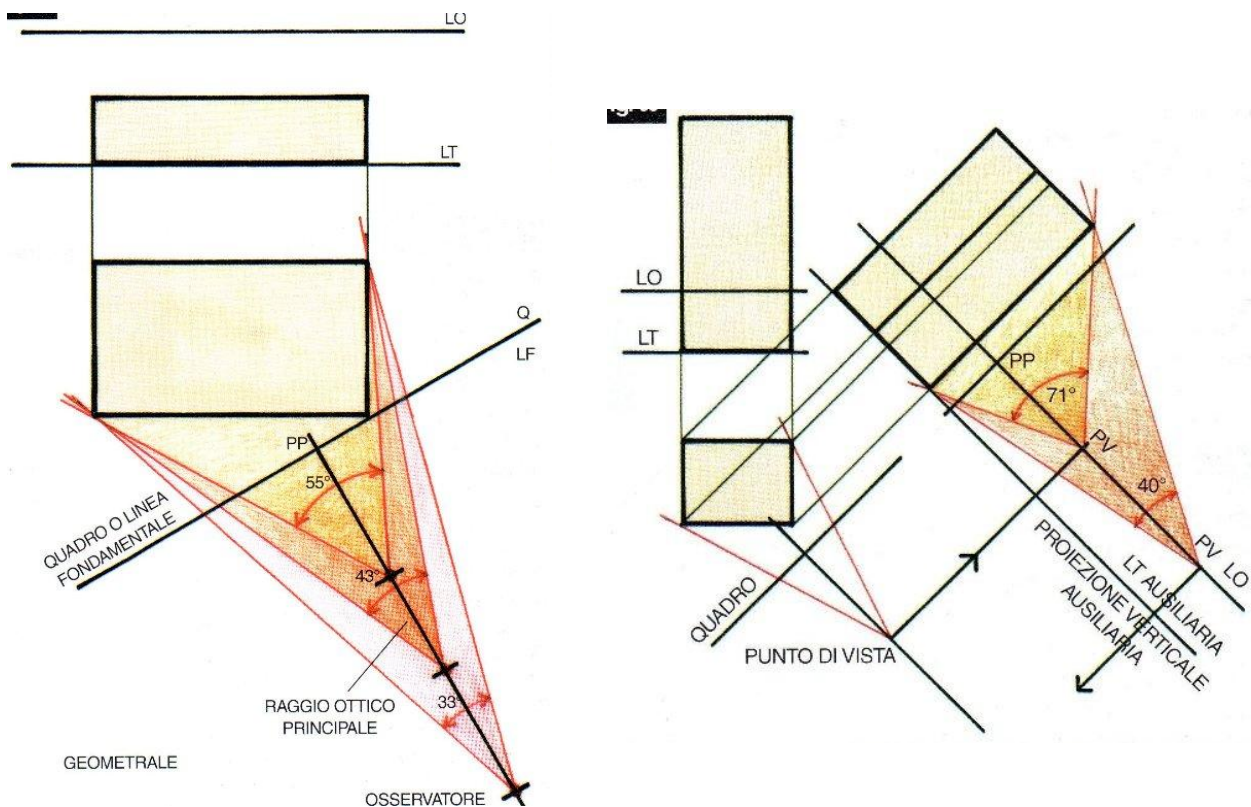 LO
LT
Q
LF
PP
55°
QUADRO O LINEA
FONDAMENTALE
43°
RAGGIO OTTICO
PRINCIPALE
33°
GEOMETRALE
OSSERVATORE
LO
LT
PP
71°
PV
40°
PV LO
QUADRO
PUNTO DI VISTA
LT AUSILIARIA
PROIEZIONE VERTICALE
AUSILIARIA